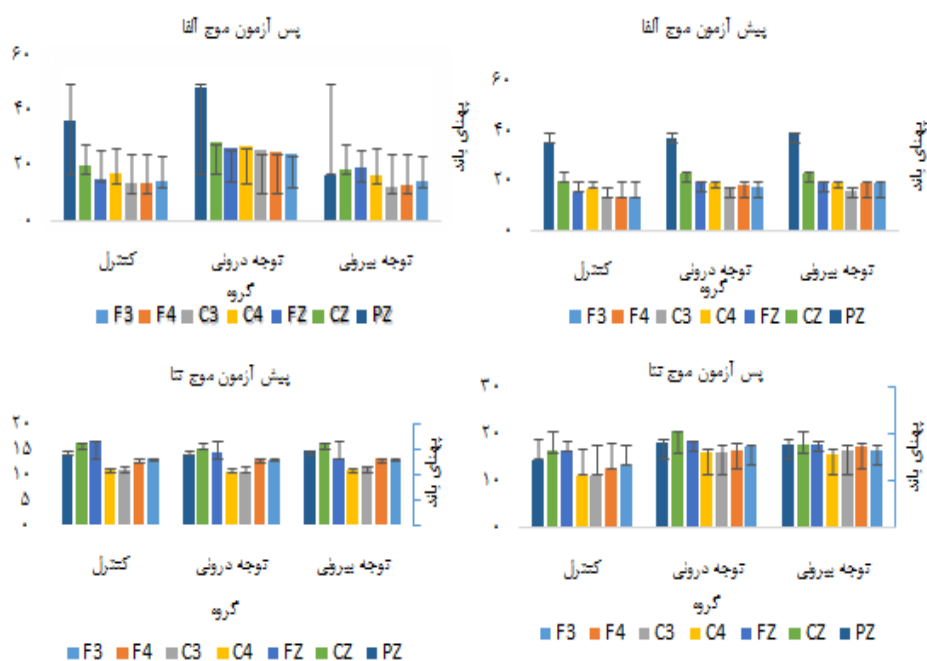 پیش آزمون موج آلفا
۶۰
۴۰
۲۰
۰
پهنای باند
توجه بیرونی
توجه درونی
کنترل
گروه
F3 F4 C3 C4 FZ CZ PZ
پس آزمون موج آلفا
۶۰
۴۰
۲۰
۰
پهنای باند
توجه بیرونی
توجه درونی
کنترل
گروه
F3 F4 C3 C4 FZ CZ PZ
پس آزمون موج تتا
۳۰
۲۰
۱۰
۰
پهنای باند
توجه بیرونی
توجه درونی
کنترل
گروه
F3 F4 C3 C4 FZ CZ PZ
پیش آزمون موج تتا
۲۰
۱۵
۱۰
۵
۰
پهنای باند
توجه بیرونی
توجه درونی
کنترل
گروه
F3 F4 C3 C4 FZ CZ PZ